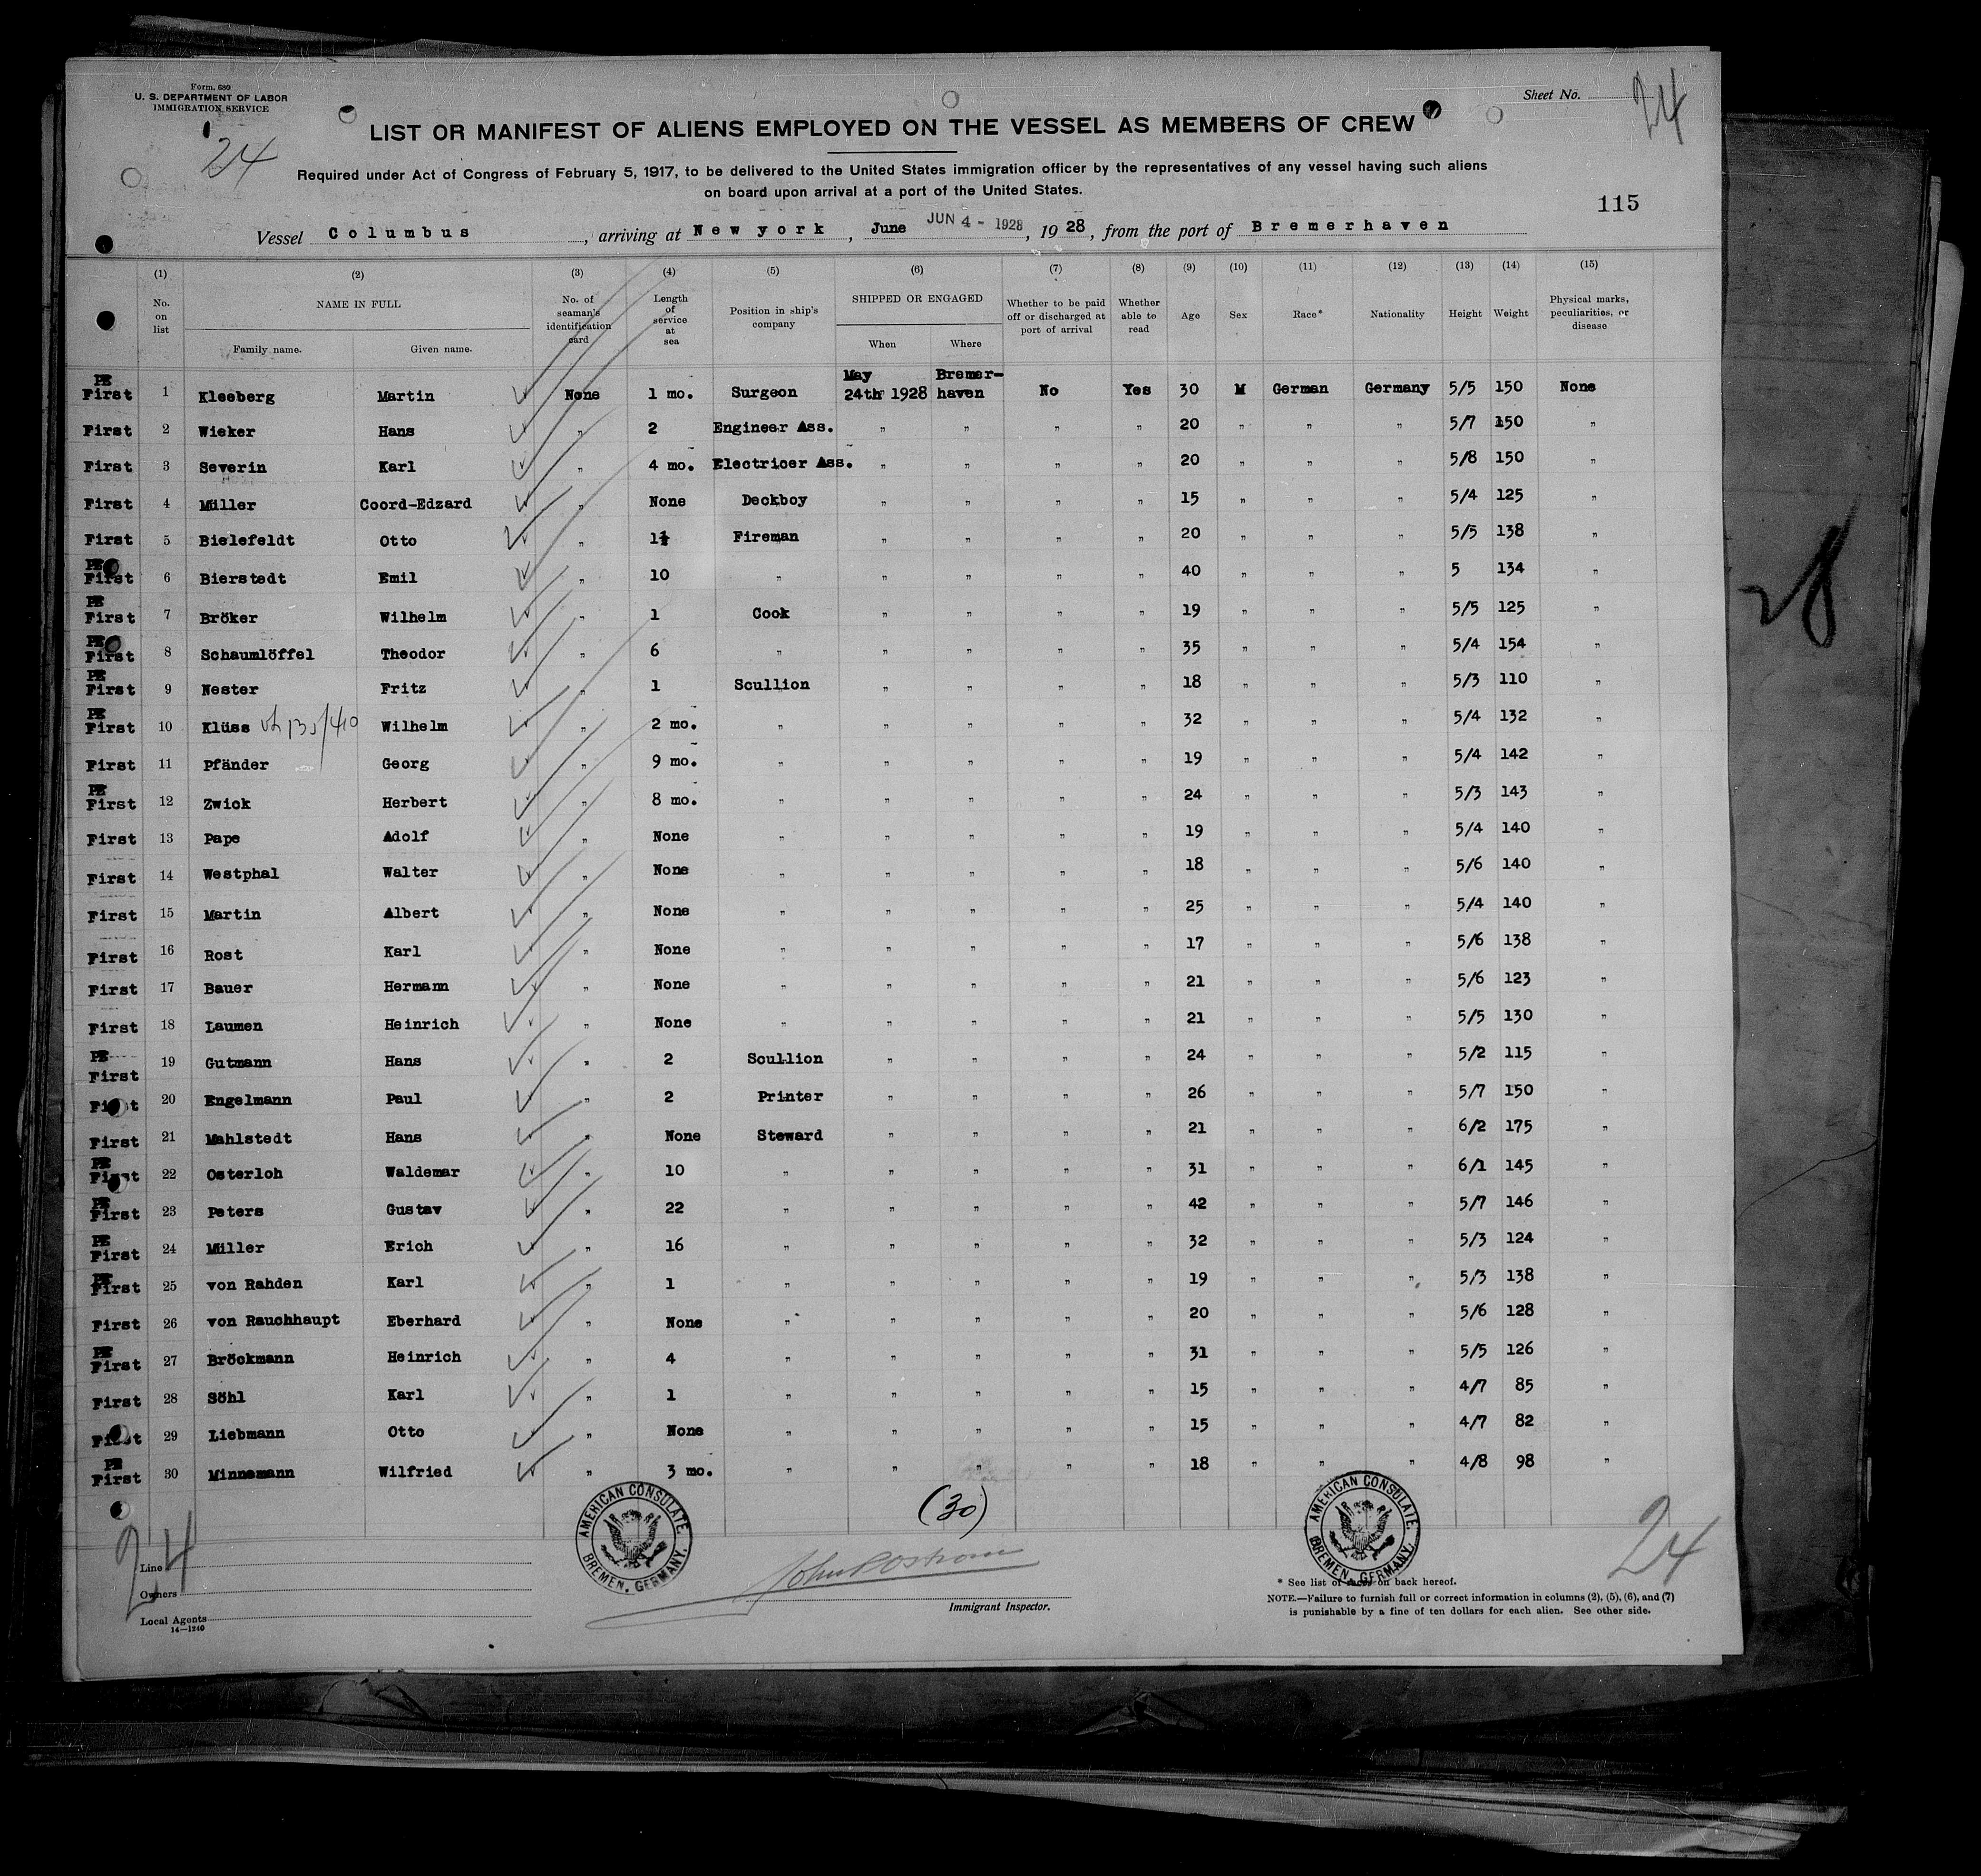 Form. 680
U. S. DEPARTMENT OF LABOR
IMMIGRATION SERVICE
Sheet No. 24
24
LIST OR MANIFEST OF ALIENS EMPLOYED ON THE VESSEL AS MEMBERS OF CREW
Required under Act of Congress of February 5, 1917, to be delivered to the United States immigration officer by the representatives of any vessel having such aliens
on board upon arrival at a port of the United States.
115
Vessel Columbus, arriving at New york, June JUN 4 - 1928, 1928, from the port of Bremerhaven
(1) (2) (3) (4) (5) (6) (7) (8) (9) (10) (11) (12) (13) (14) (15)
No. on list NAME IN FULL Family name. Given name. No. of seaman's identification card Length of service at sea Position in ship's company SHIPPED OR ENGAGED When Where Whether to be paid off or discharged at port of arrival Whether able to read Age Sex Race* Nationality Height Weight Physical marks, peculiarities, or disease
First 1 Kleeberg Martin None 1 mo. Surgeon May 24th 1928 Bremer-haven No Yes 30 M German Germany 5/5 150 None
First 2 Wieker Hans " 2 Engineer Ass. " " " " 20 " " " 5/7 150 "
First 3 Severin Karl " 4 mo. Electricer Ass. " " " " 20 " " " 5/8 150 "
First 4 Müller Coord-Edzard " None Deckboy " " " " 15 " " " 5/4 125 "
First 5 Bielefeldt Otto " Fireman " " " " 20 " " " 5/5 138 "
First 6 Bierstedt Emil " 10 " " " " " 40 " " " 5 134 "
First 7 Bröker Wilhelm " 1 Cook " " " " 19 " " " 5/5 125 "
First 8 Schaumlöffel Theodor " 6 " " " " " 35 " " " 5/4 154 "
First 9 Nester Fritz " 1 Scullion " " " " 18 " " " 5/3 110 "
First 10 Klüss Wilhelm " 2 mo. " " " " " 32 " " " 5/4 132 "
First 11 Pfänder Georg " 9 mo. " " " " " 19 " " " 5/4 142 "
First 12 Zwick Herbert " 8 mo. " " " " " 24 " " " 5/3 143 "
First 13 Pape Adolf " None " " " " " 19 " " " 5/4 140 "
First 14 Westphal Walter " None " " " " " 18 " " " 5/6 140 "
First 15 Martin Albert " None " " " " " 25 " " " 5/4 140 "
First 16 Rost Karl " None " " " " " 17 " " " 5/6 138 "
First 17 Bauer Hermann " None " " " " " 21 " " " 5/6 123 "
First 18 Laumen Heinrich " None " " " " " 21 " " " 5/5 130 "
First 19 Gutmann Hans " 2 Scullion " " " " 24 " " " 5/2 115 "
First 20 Engelmann Paul " 2 Printer " " " " 26 " " " 5/7 150 "
First 21 Mahlstedt Hans " None Steward " " " " 21 " " " 6/2 175 "
First 22 Osterloh Waldemar " 10 " " " " " 31 " " " 6/1 145 "
First 23 Peters Gustav " 22 " " " " " 42 " " " 5/7 146 "
First 24 Müller Erich " 16 " " " " " 32 " " " 5/3 124 "
First 25 von Rahden Karl " 1 " " " " " 19 " " " 5/3 138 "
First 26 von Rauchhaupt Eberhard " None " " " " " 20 " " " 5/6 128 "
First 27 Bröckmann Heinrich " 4 " " " " " 31 " " " 5/5 126 "
First 28 Söhl Karl " 1 " " " " " 15 " " " 4/7 85 "
First 29 Liebmann Otto " None " " " " " 15 " " " 4/7 82 "
First 30 Minnemann Wilfried " 3 mo. " " " " " 18 " " " 4/8 98 "
(30)
AMERICAN CONSULATE. BREMEN, GERMANY.
AMERICAN CONSULATE. BREMEN, GERMANY.
24
24
Line
Owners
Local Agents
14—1240
Immigrant Inspector.
* See list of races on back hereof.
NOTE.—Failure to furnish full or correct information in columns (2), (5), (6), and (7)
is punishable by a fine of ten dollars for each alien. See other side.